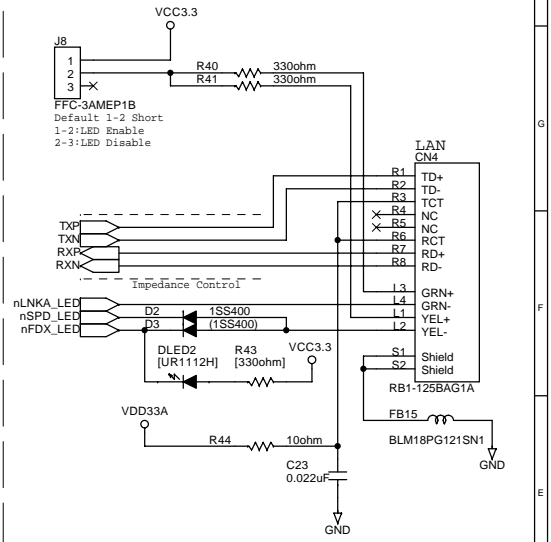 VCC3.3
J8
1
2
3
R40 330ohm
R41 330ohm
FFC-3AMEP1B
Default 1-2 Short
1-2:LED Enable
2-3:LED Disable
G
LAN
CN4
R1 TD+
R2 TD-
R3 TCT
R4 NC
R5 NC
R6 RCT
R7 RD+
R8 RD-
TXP
TXN
RXP
RXN
Impedance Control
L3 GRN+
L4 GRN-
L1 YEL+
L2 YEL-
nLNKA_LED
nSPD_LED
nFDX_LED
D2 1SS400
D3 (1SS400)
F
DLED2
[UR1112H]
R43
[330ohm]
VCC3.3
S1 Shield
S2 Shield
RB1-125BAG1A
VDD33A
FB15
BLM18PG121SN1
GND
R44 10ohm
C23
0.022uF
GND
E